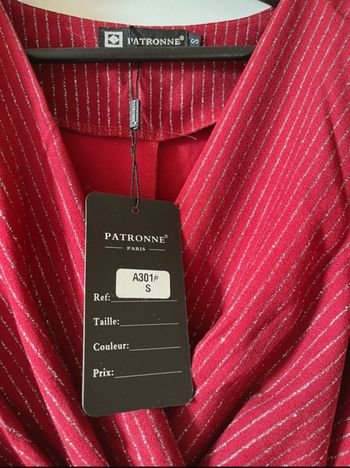 PATRONNE®
S
PATRONNE®
PARIS
A301#
S
Ref:
Taille:
Couleur:
Prix: